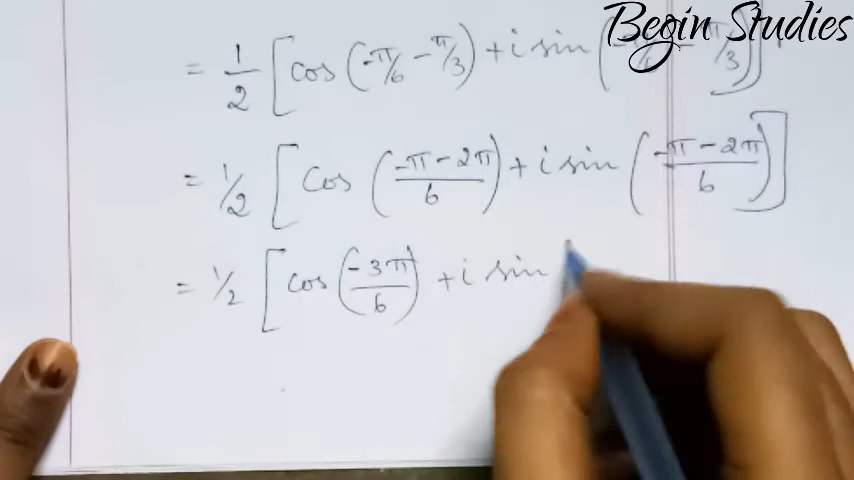 Begin Studies
= 1/2 [cos (-π/6 - π/3) + i sin ( - π/3)]
= 1/2 [cos (-π - 2π / 6) + i sin (-π - 2π / 6)]
= 1/2 [cos (-3π / 6) + i sin